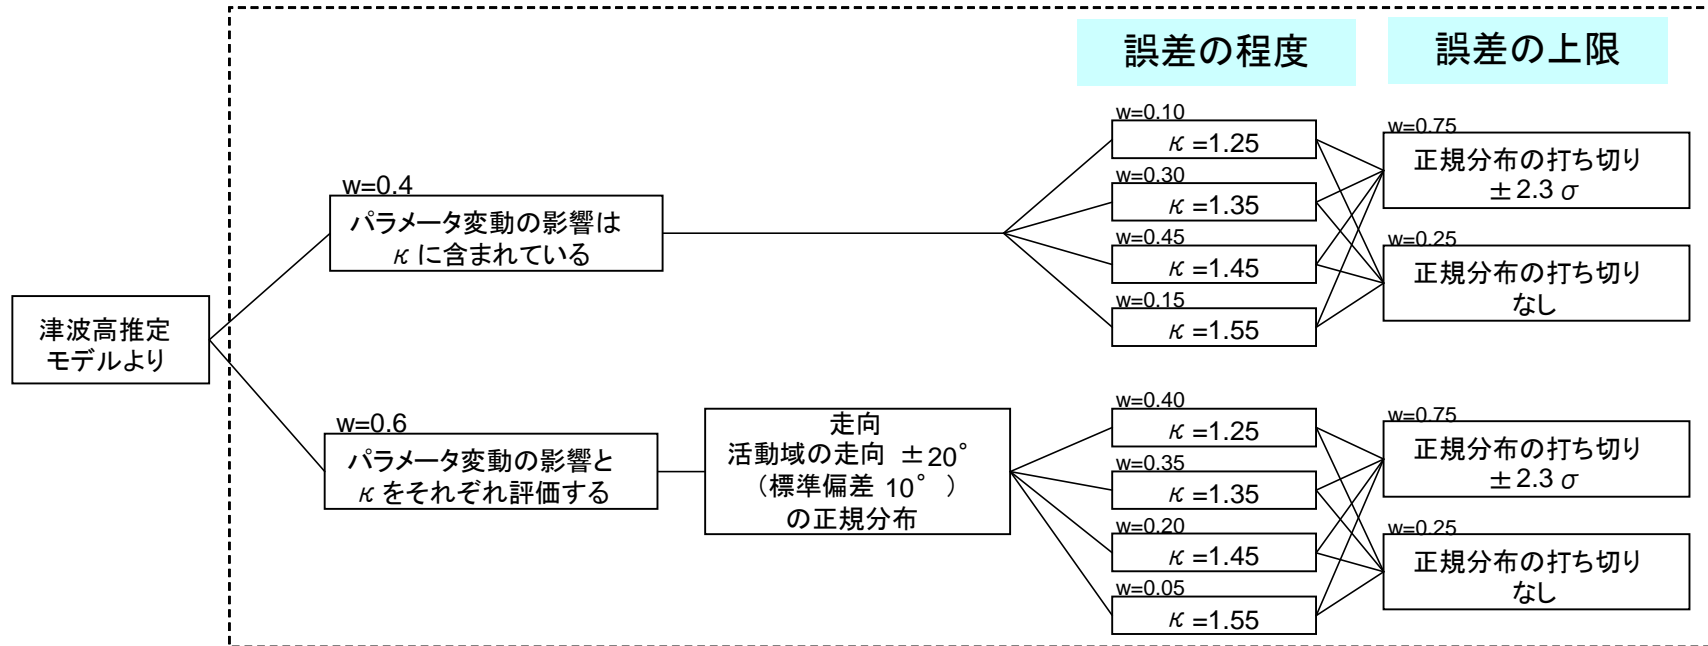 誤差の程度
誤差の上限
津波高推定
モデルより
w=0.4
パラメータ変動の影響は
κに含まれている
w=0.10
κ=1.25
w=0.30
κ=1.35
w=0.45
κ=1.45
w=0.15
κ=1.55
w=0.75
正規分布の打ち切り
±2.3σ
w=0.25
正規分布の打ち切り
なし
w=0.6
パラメータ変動の影響と
κをそれぞれ評価する
走向
活動域の走向 ±20°
（標準偏差 10°）
の正規分布
w=0.40
κ=1.25
w=0.35
κ=1.35
w=0.20
κ=1.45
w=0.05
κ=1.55
w=0.75
正規分布の打ち切り
±2.3σ
w=0.25
正規分布の打ち切り
なし